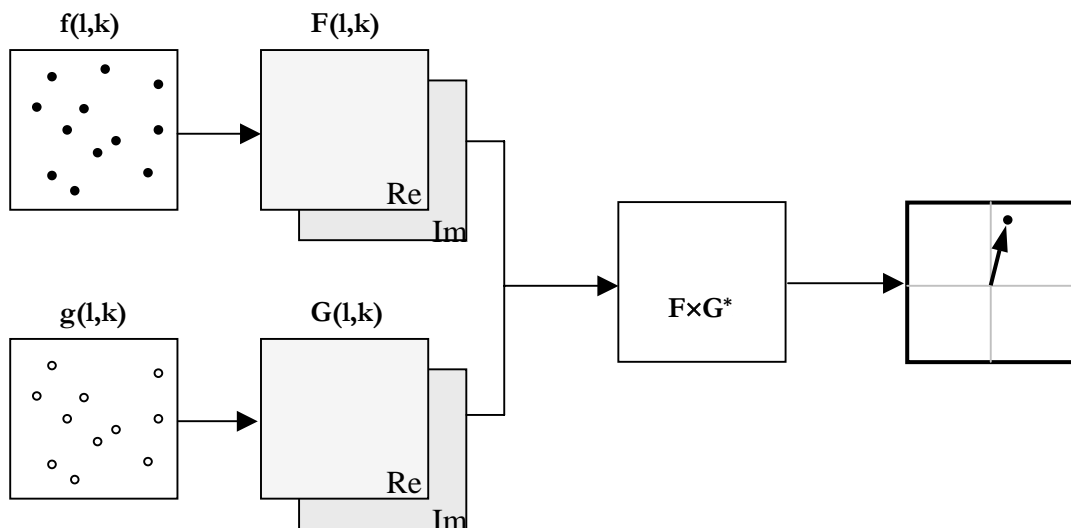 f(l,k)
F(l,k)
Re
Im
g(l,k)
G(l,k)
F×G*
Re
Im